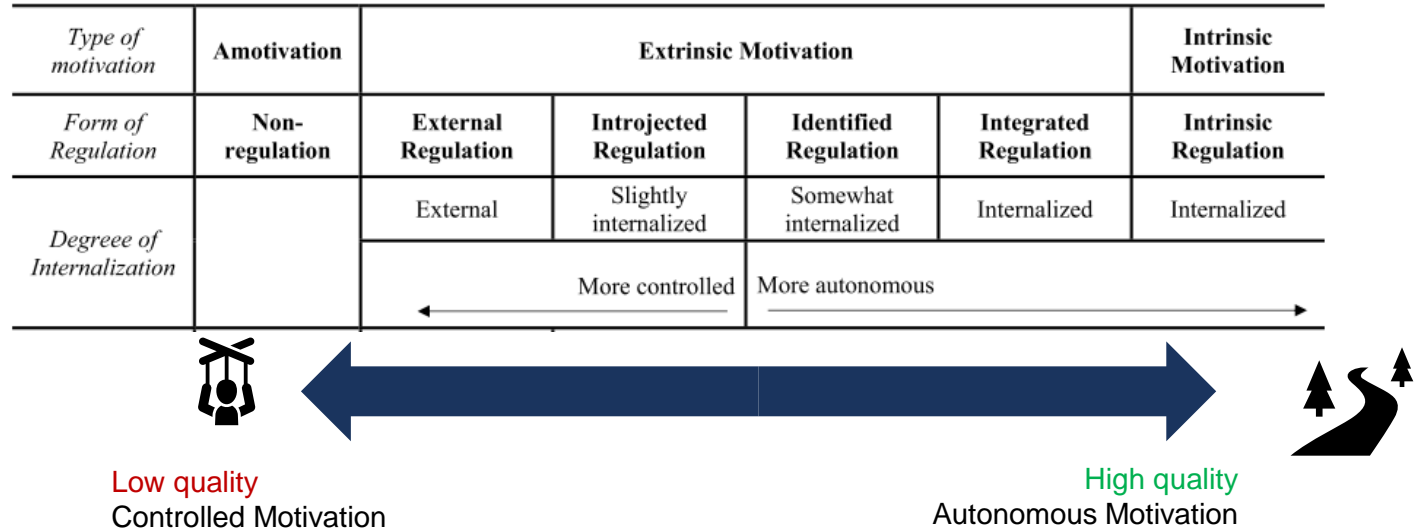 Type of
motivation
Amotivation
Extrinsic Motivation
Intrinsic
Motivation
Form of
Regulation
Non-
regulation
External
Regulation
Introjected
Regulation
Identified
Regulation
Integrated
Regulation
Intrinsic
Regulation
Degreee of
Internalization
External
Slightly
internalized
Somewhat
internalized
Internalized
Internalized
More controlled
More autonomous
Low quality
Controlled Motivation
High quality
Autonomous Motivation